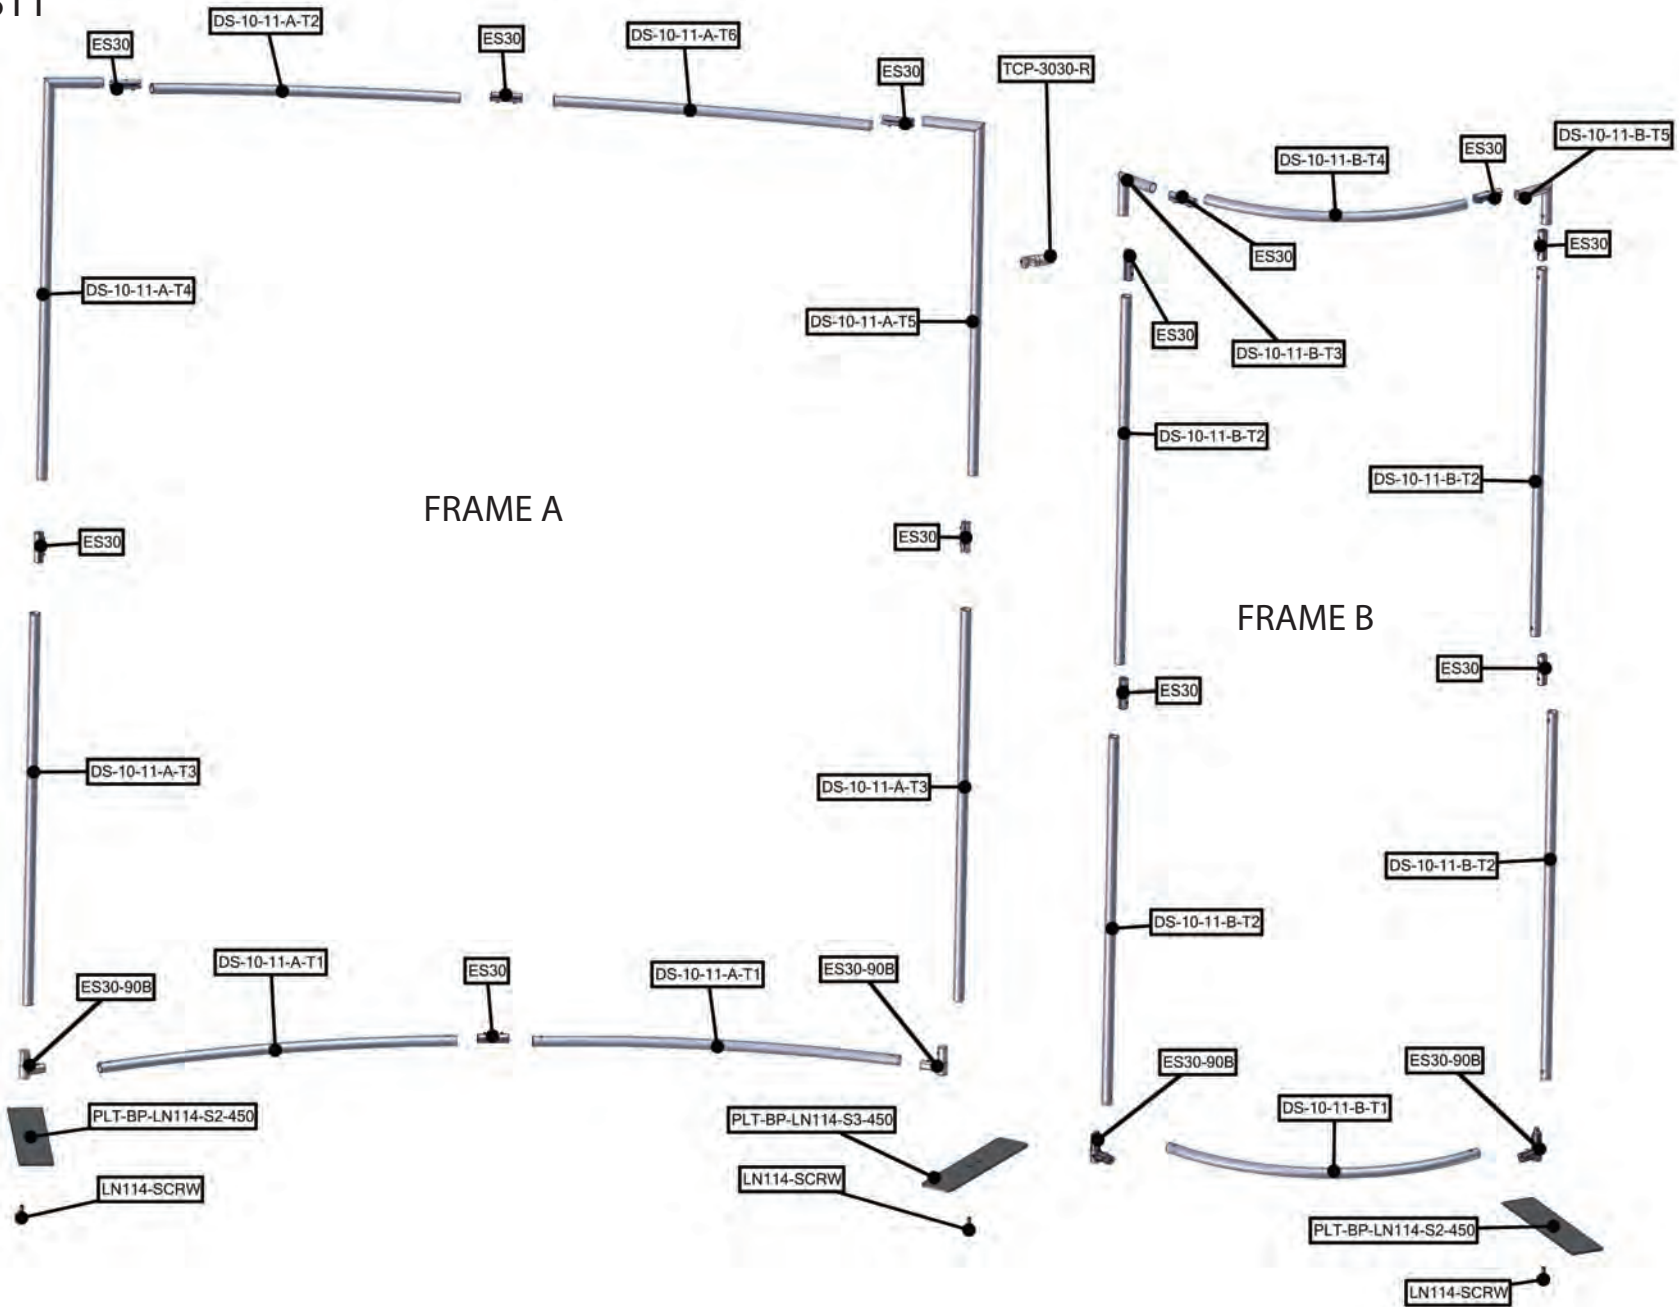 DS-10-11-A-T2
ES30
ES30
DS-10-11-A-T6
ES30
TCP-3030-R
DS-10-11-B-T4
ES30
DS-10-11-B-T5
ES30
ES30
DS-10-11-A-T4
DS-10-11-A-T5
ES30
DS-10-11-B-T3
DS-10-11-B-T2
DS-10-11-B-T2
FRAME A
ES30
ES30
FRAME B
ES30
ES30
DS-10-11-A-T3
DS-10-11-A-T3
DS-10-11-B-T2
DS-10-11-B-T2
ES30-90B
DS-10-11-A-T1
ES30
DS-10-11-A-T1
ES30-90B
ES30-90B
ES30-90B
PLT-BP-LN114-S2-450
PLT-BP-LN114-S3-450
DS-10-11-B-T1
LN114-SCRW
LN114-SCRW
PLT-BP-LN114-S2-450
LN114-SCRW